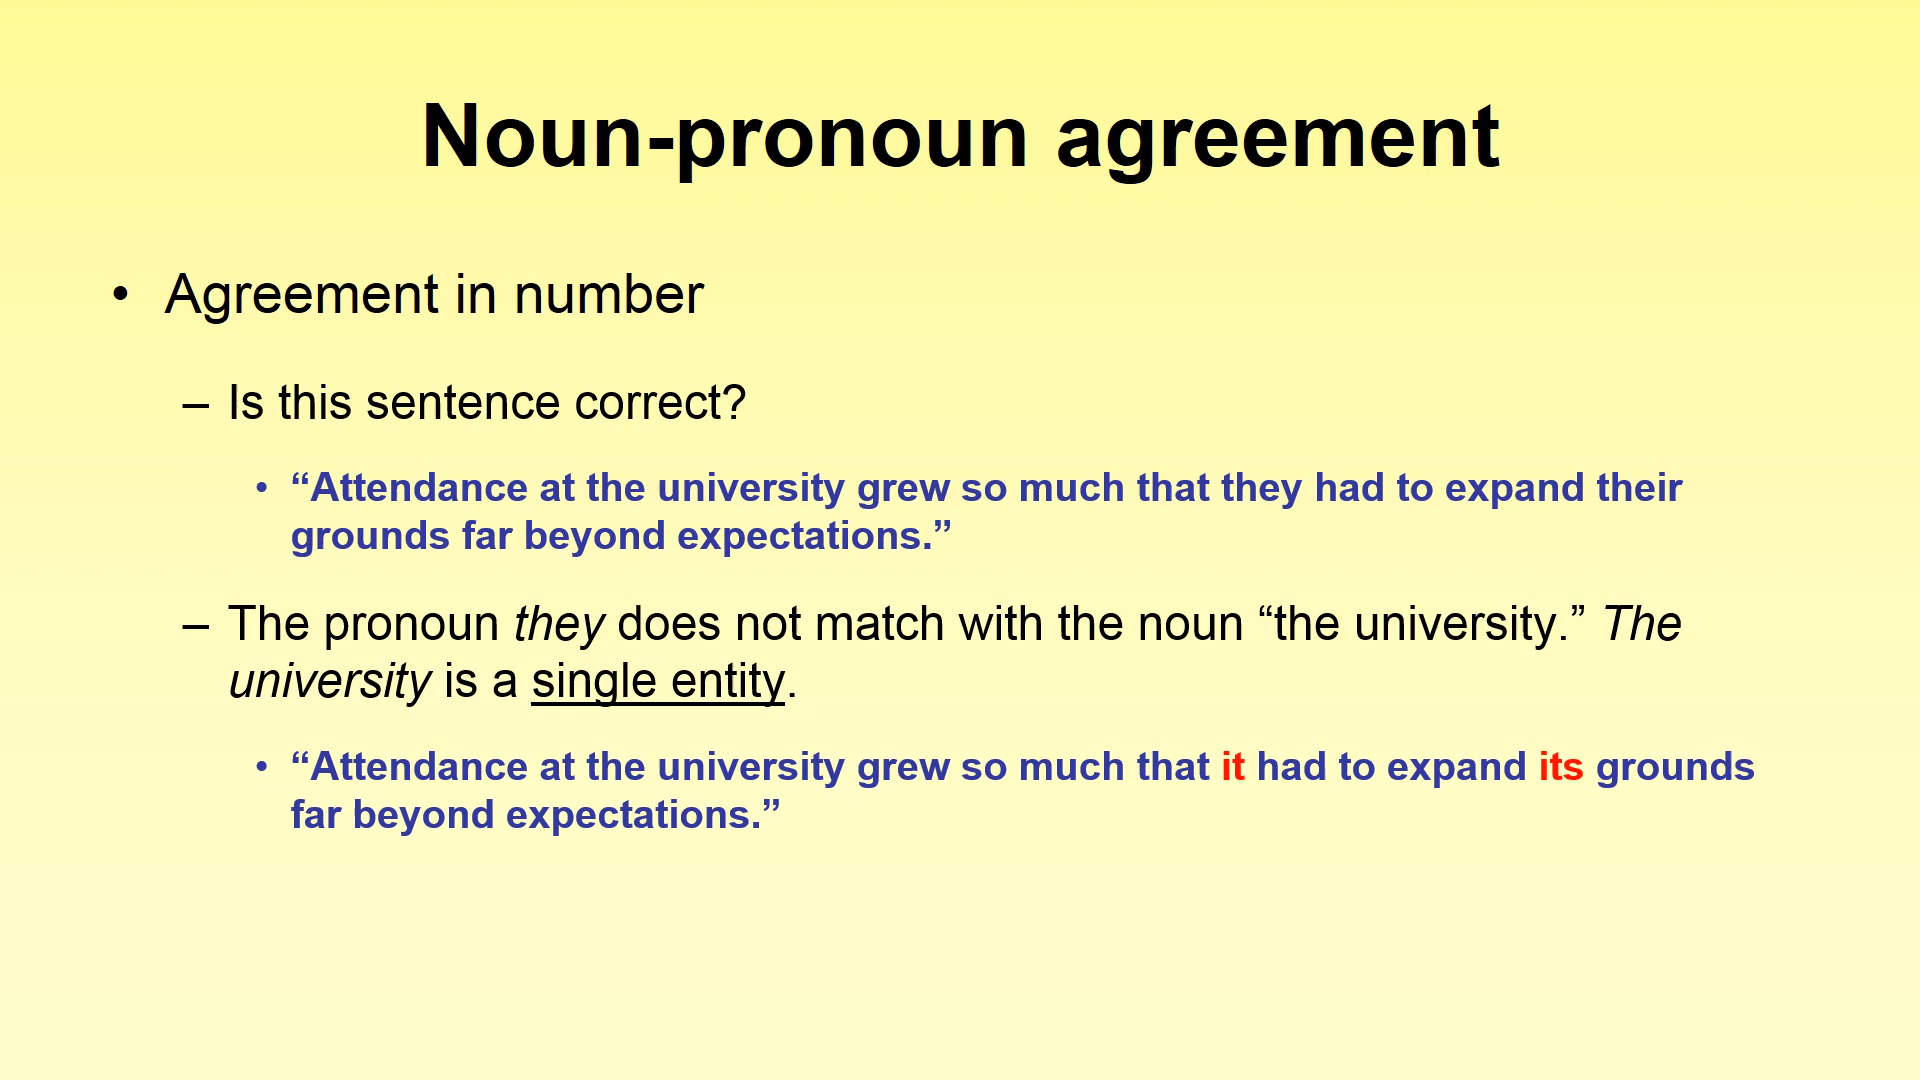 Noun-pronoun agreement
• Agreement in number
– Is this sentence correct?
• “Attendance at the university grew so much that they had to expand their
grounds far beyond expectations.”
– The pronoun they does not match with the noun “the university.” The
university is a single entity.
• “Attendance at the university grew so much that it had to expand its grounds
far beyond expectations.”